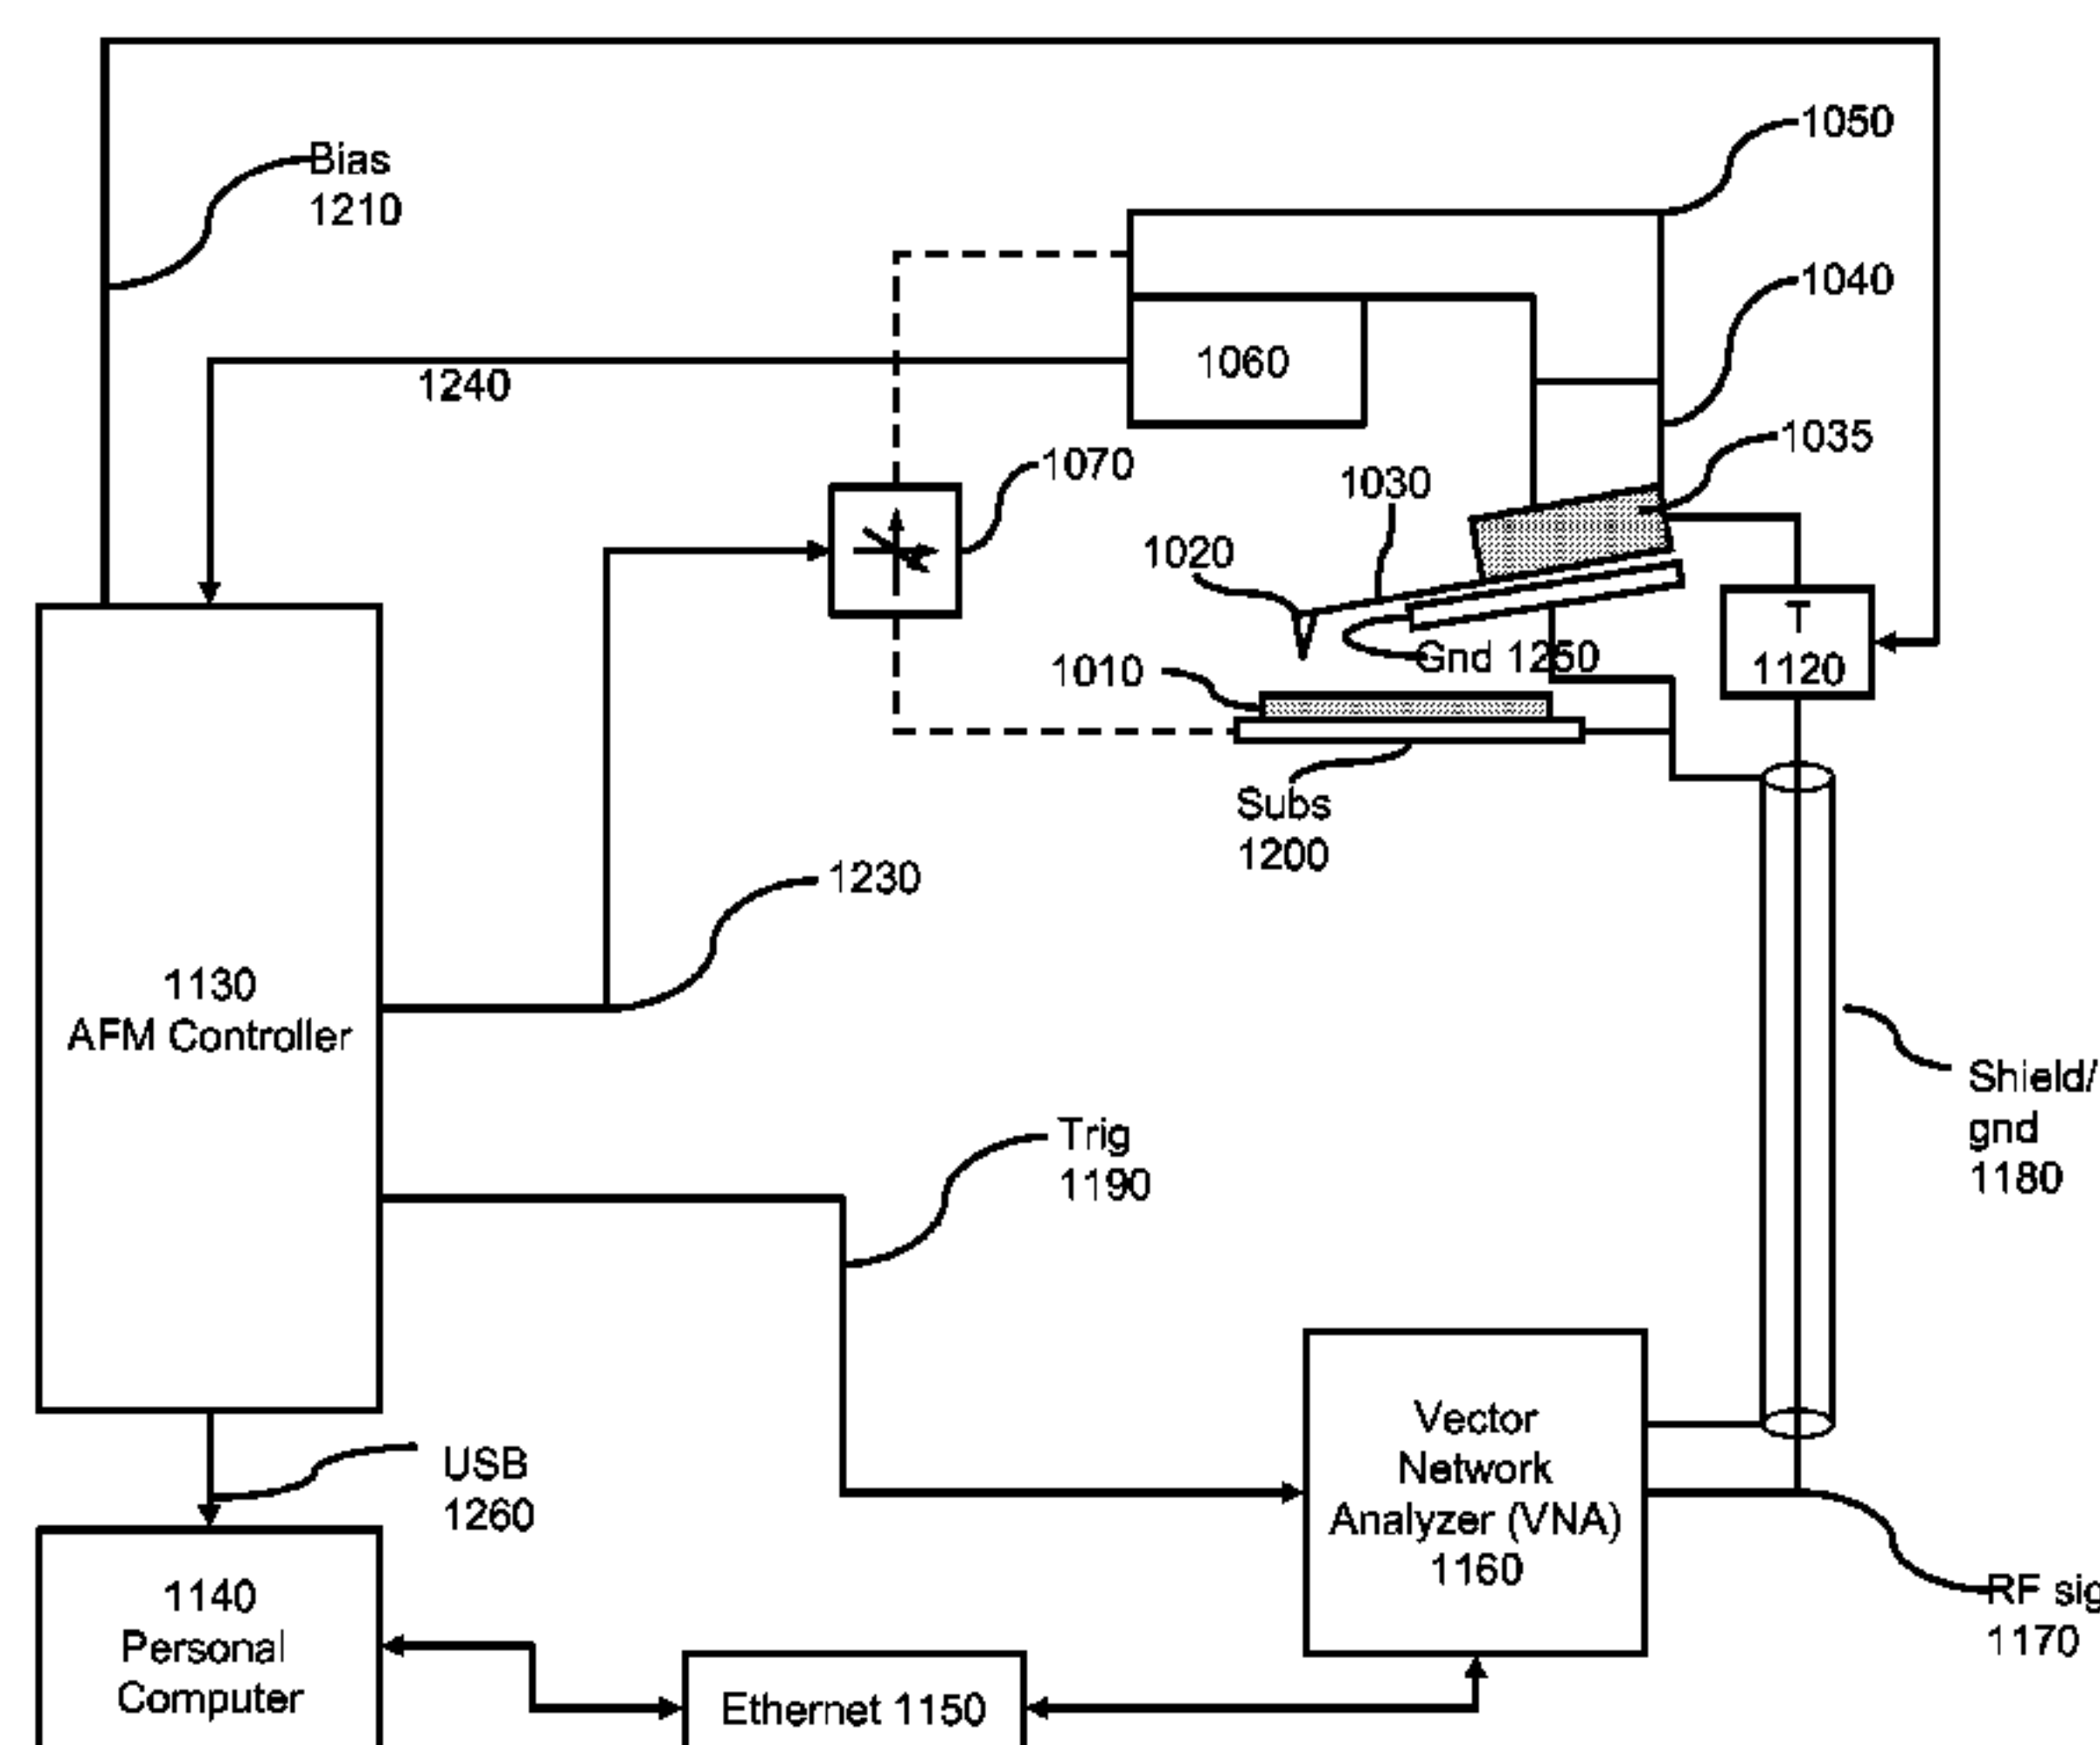 1050
Bias
1210
1040
1060
1240
1035
1070
1030
1020
T
1120
Gnd 1250
1010
Subs
1200
1230
1130
AFM Controller
Shield/
gnd
1180
Trig
1190
Vector
Network
Analyzer (VNA)
1160
USB
1260
RF sig
1170
1140
Personal
Computer
Ethernet 1150